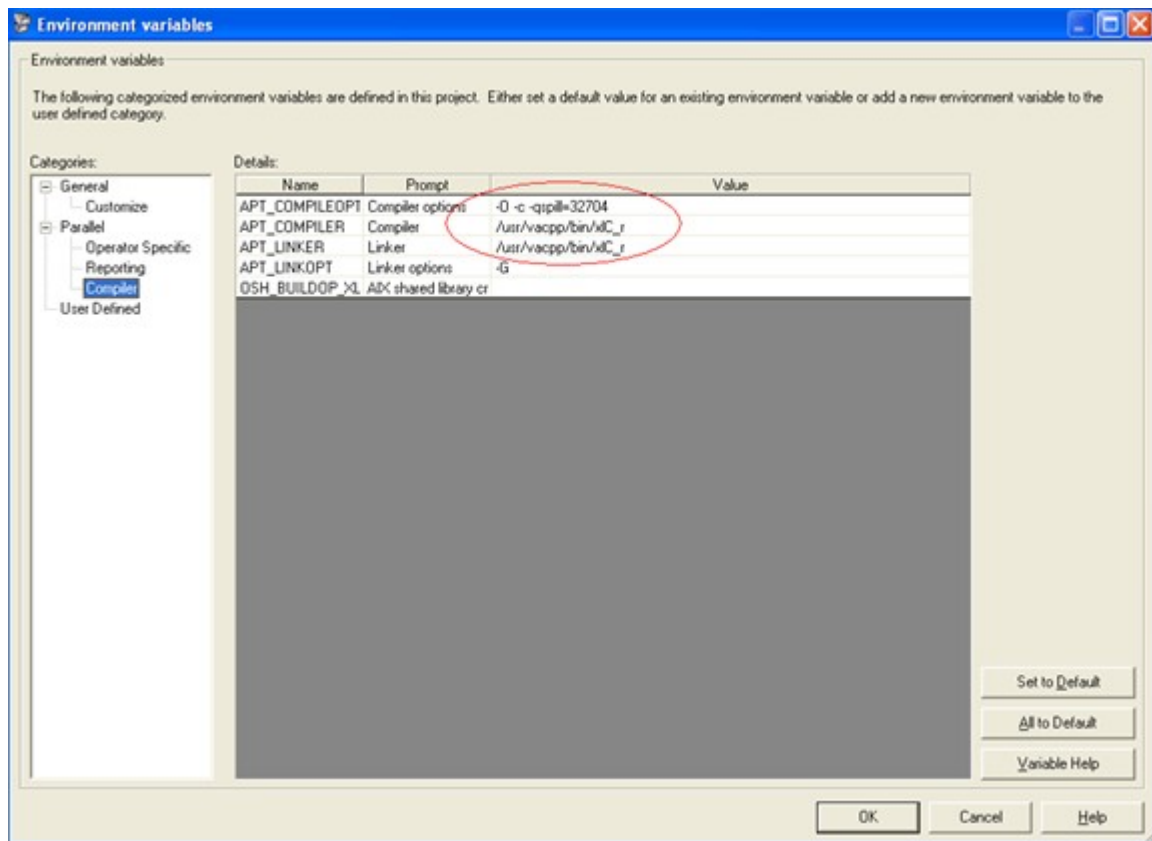 Environment variables
Environment variables
The following categorized environment variables are defined in this project. Either set a default value for an existing environment variable or add a new environment variable to the
user defined category.
Categories:
General
Customize
Parallel
Operator Specific
Reporting
Compiler
User Defined
Details:
Name Prompt Value
APT_COMPILEOPT Compiler options -O -c -qspill=32704
APT_COMPILER Compiler /usr/vacpp/bin/xlC_r
APT_LINKER Linker /usr/vacpp/bin/xlC_r
APT_LINKOPT Linker options -G
OSH_BUILDOP_XL AIX shared library cr
Set to Default
All to Default
Variable Help
OK Cancel Help